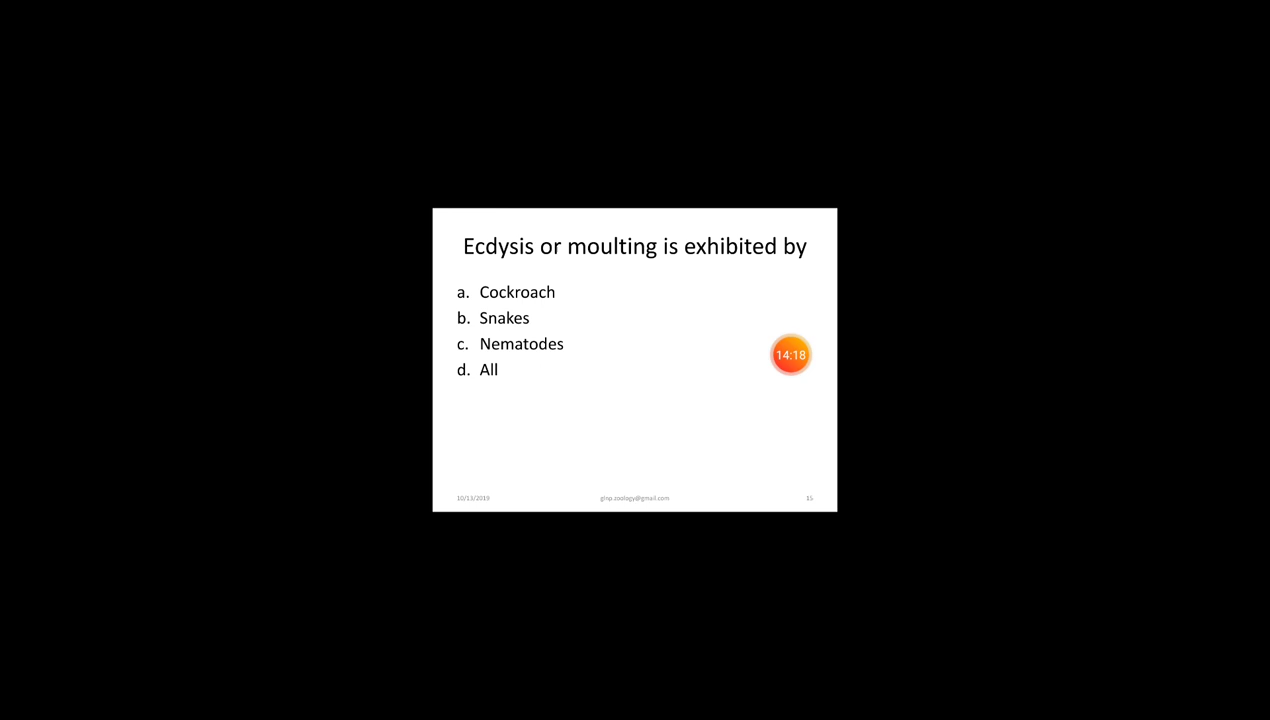 Ecdysis or moulting is exhibited by
a. Cockroach
b. Snakes
c. Nematodes
d. All
14:18
10/13/2019 glnp.zoology@gmail.com 15